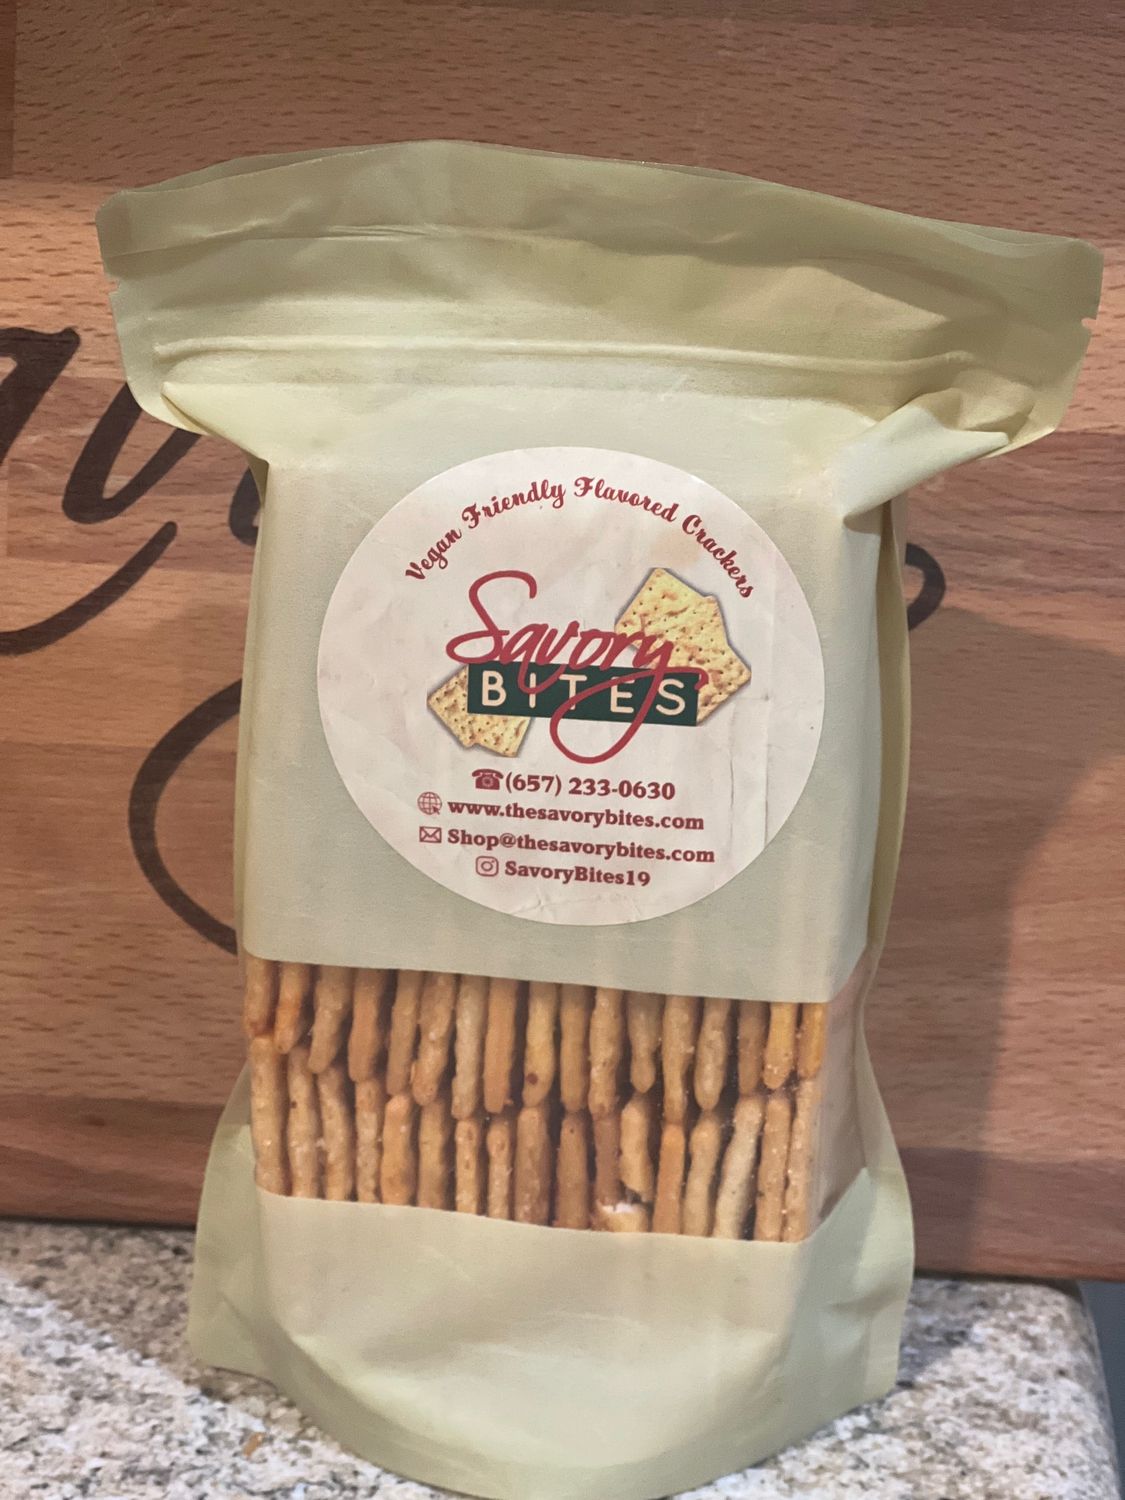 Vegan Friendly Flavored Crackers
Savory
BITES
(657) 233-0630
www.thesavorybites.com
Shop@thesavorybites.com
SavoryBites19